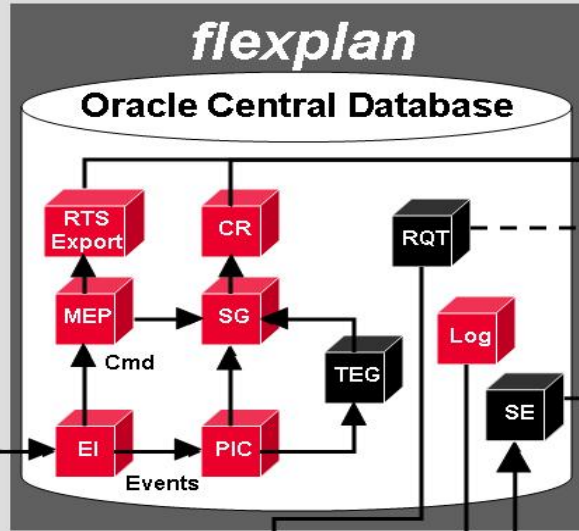 flexplan
Oracle Central Database
RTS
Export
CR
RQT
MEP
SG
Log
Cmd
TEG
SE
EI
PIC
Events